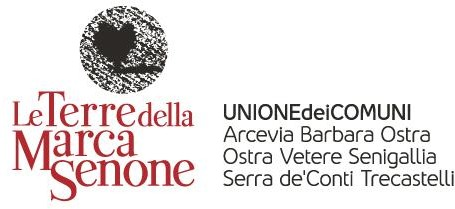 Le Terre della
Marca
Senone
UNIONEdeiCOMUNI
Arcevia Barbara Ostra
Ostra Vetere Senigallia
Serra de'Conti Trecastelli